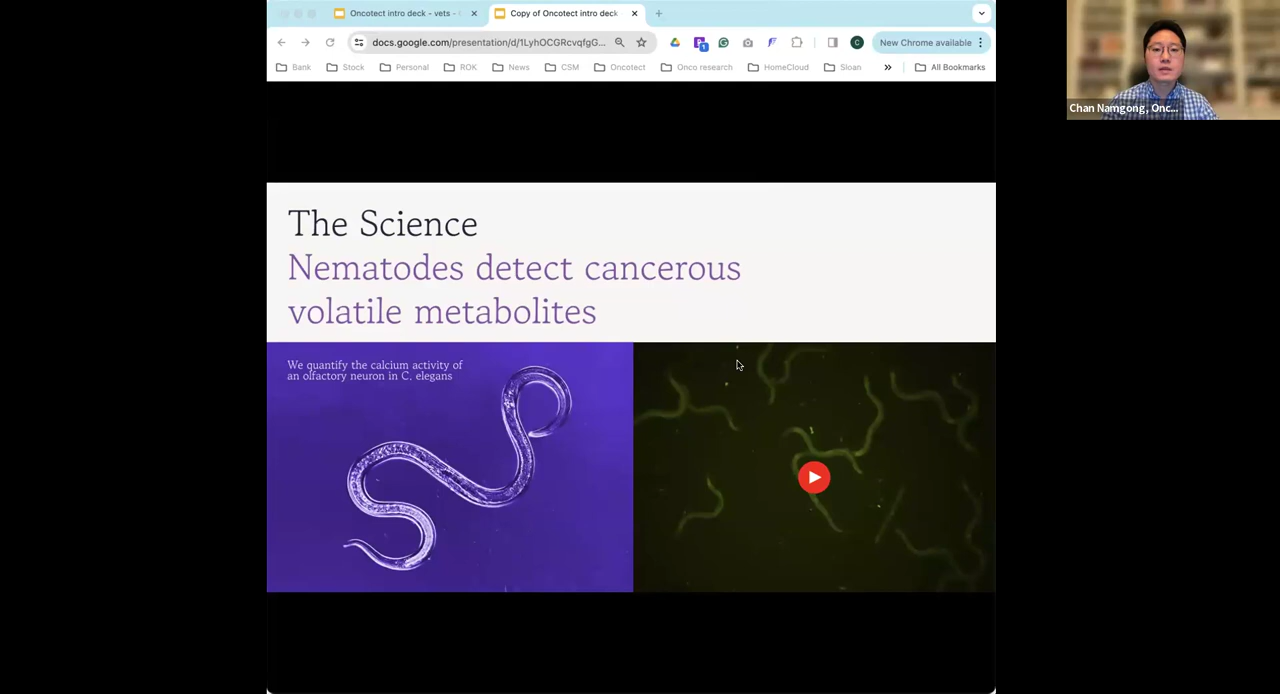 Oncotect intro deck - vets -
Copy of Oncotect intro deck
docs.google.com/presentation/d/1LyhOCGRcvqfgG...
1
C
New Chrome available
Bank
Stock
Personal
ROK
News
CSM
Oncotect
Onco research
HomeCloud
Sloan
»
All Bookmarks
Chan Namgong, Onc...
The Science
Nematodes detect cancerous
volatile metabolites
We quantify the calcium activity of
an olfactory neuron in C. elegans